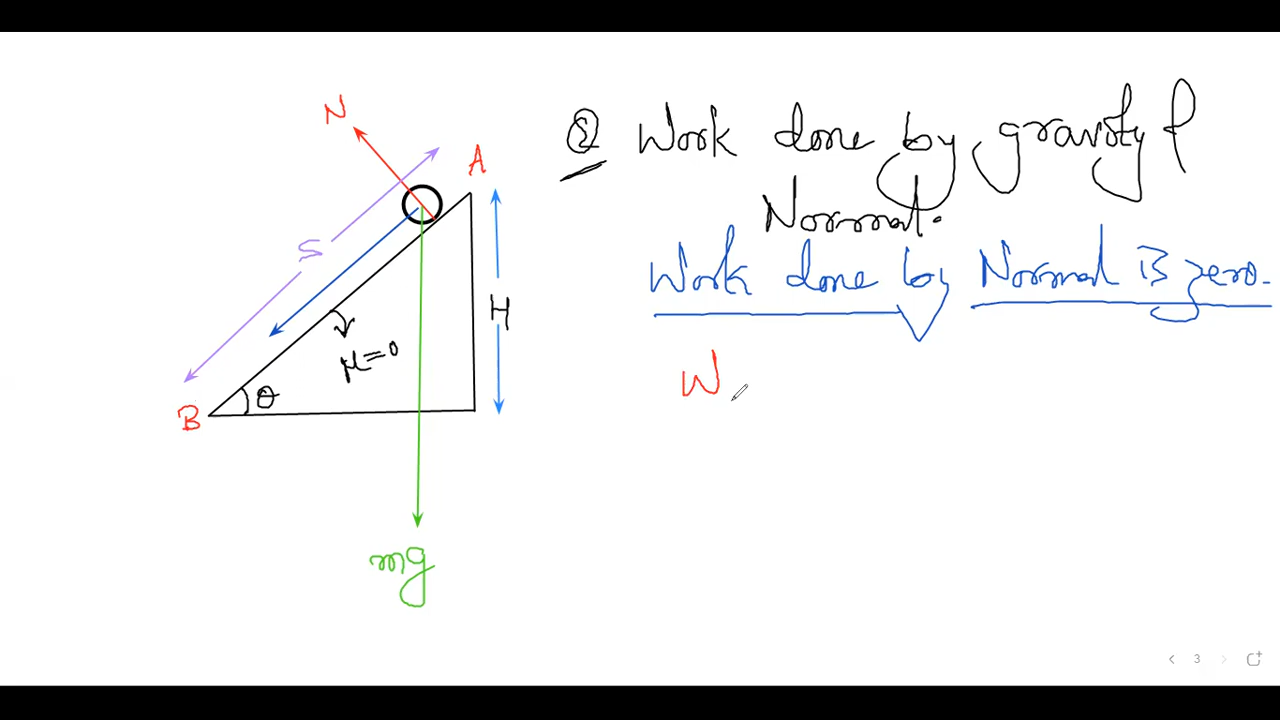 N
A
Q Work done by gravity &
Normal.
S
Work done by Normal is zero.
H
μ=0
W
θ
B
mg
3